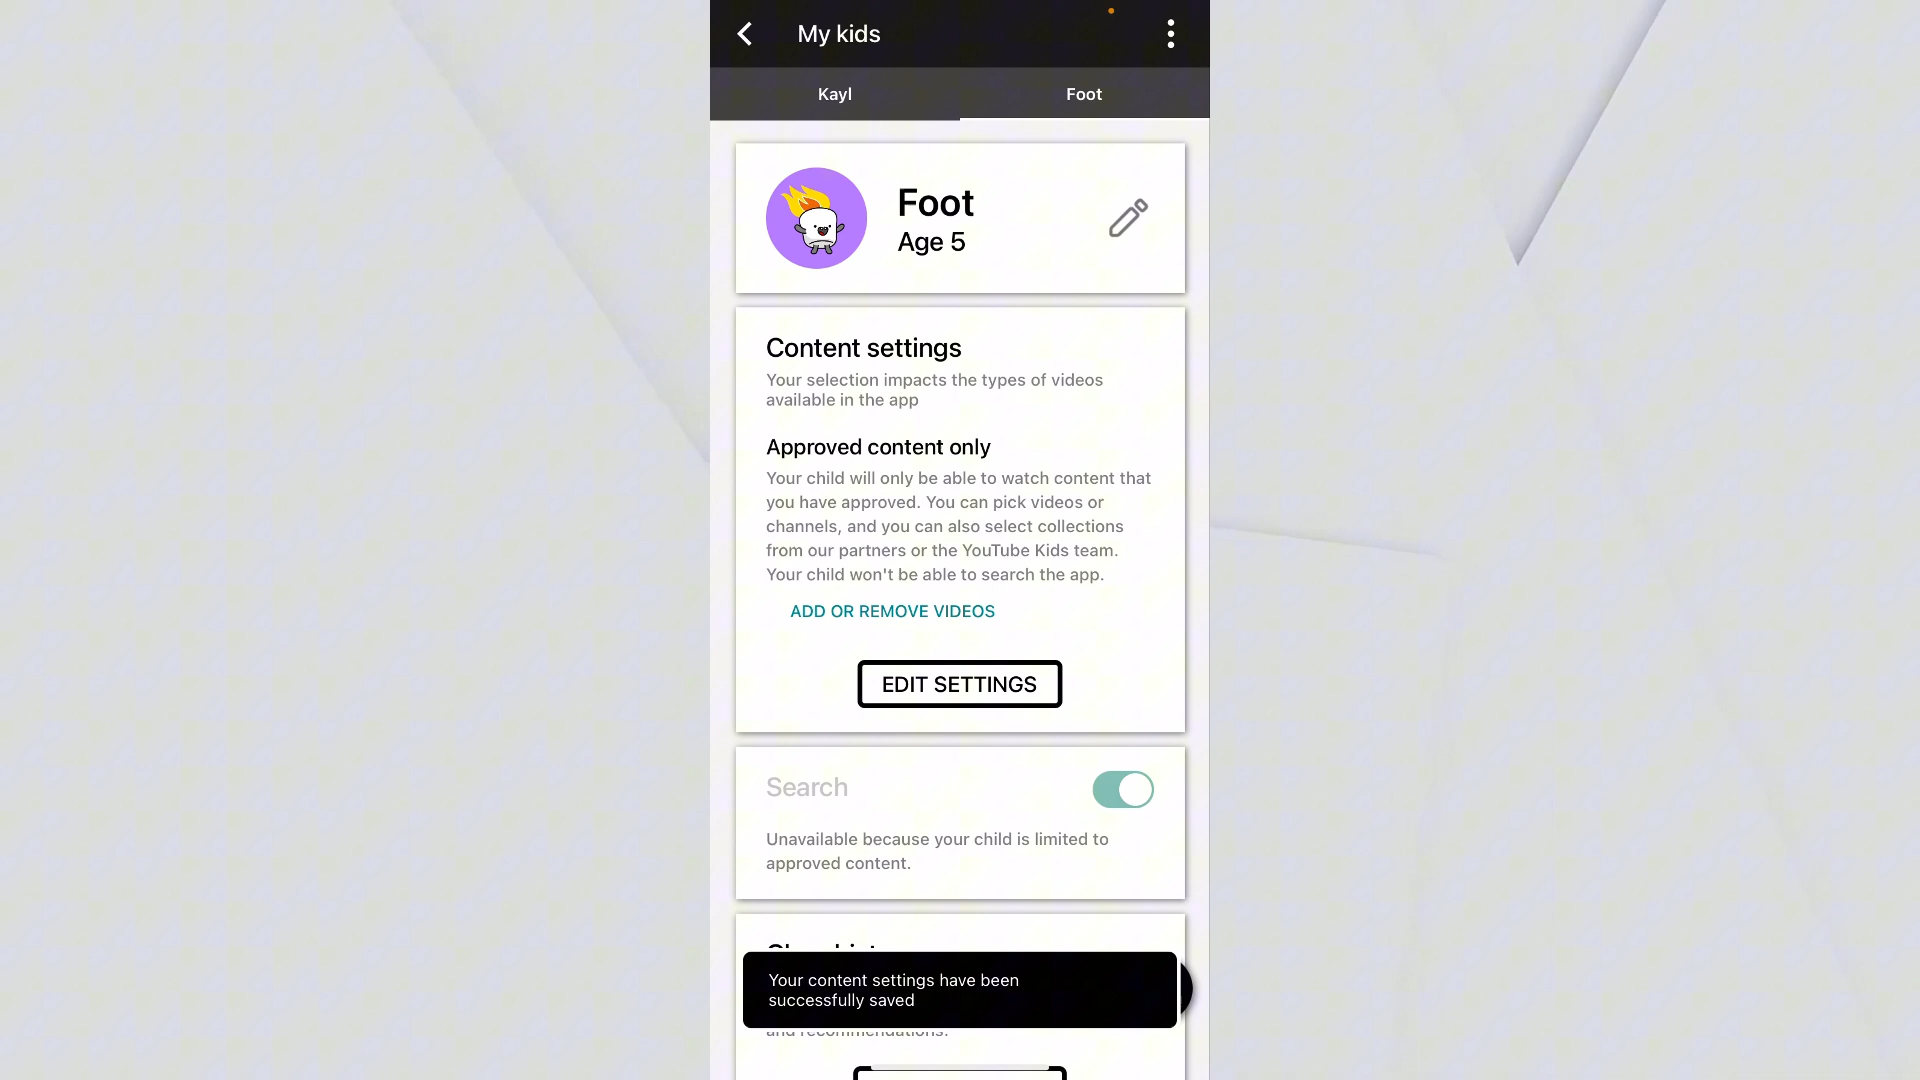 My kids
Kayl
Foot
Foot
Age 5
Content settings
Your selection impacts the types of videos
available in the app
Approved content only
Your child will only be able to watch content that
you have approved. You can pick videos or
channels, and you can also select collections
from our partners or the YouTube Kids team.
Your child won't be able to search the app.
ADD OR REMOVE VIDEOS
EDIT SETTINGS
Search
Unavailable because your child is limited to
approved content.
Your content settings have been
successfully saved
and recommendations.